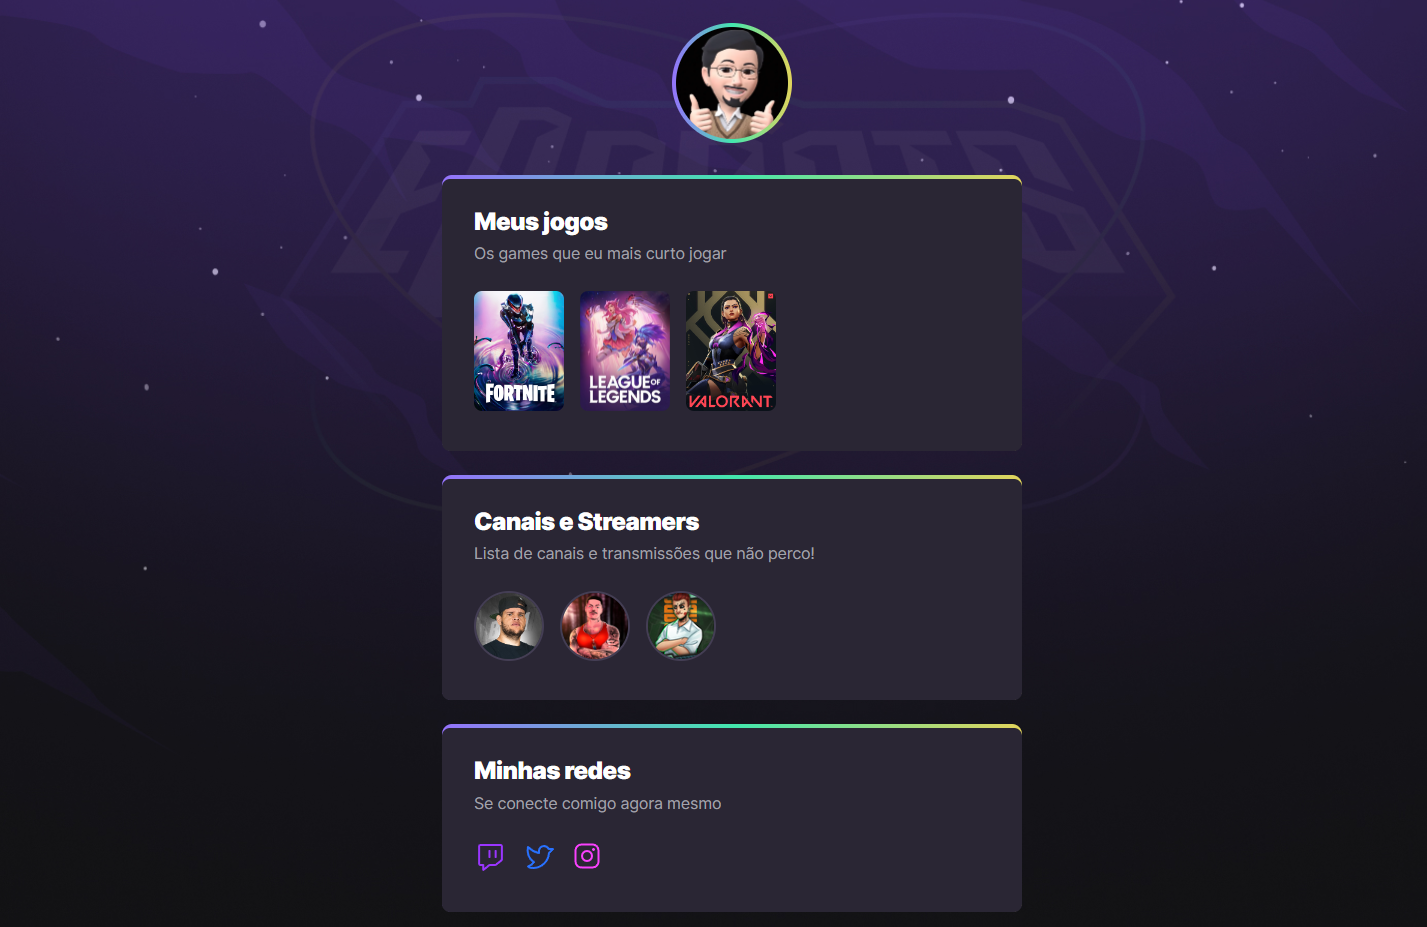 Meus jogos
Os games que eu mais curto jogar
FORTNITE
LEAGUE OF
LEGENDS
VALORANT
Canais e Streamers
Lista de canais e transmissões que não perco!
Minhas redes
Se conecte comigo agora mesmo